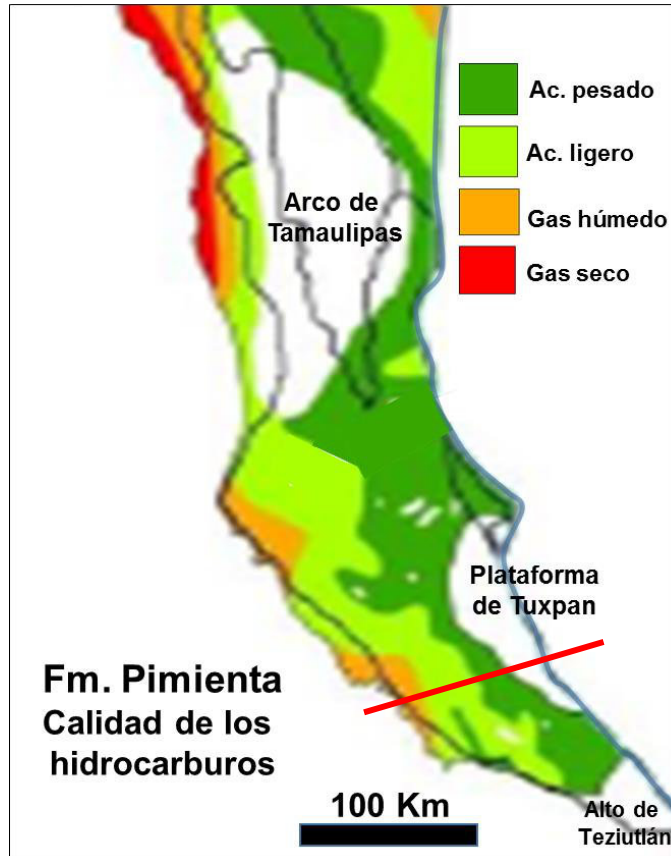 Ac. pesado
Ac. ligero
Gas húmedo
Gas seco
Arco de
Tamaulipas
Plataforma
de Tuxpan
Fm. Pimienta
Calidad de los
hidrocarburos
100 Km
Alto de
Teziutlán